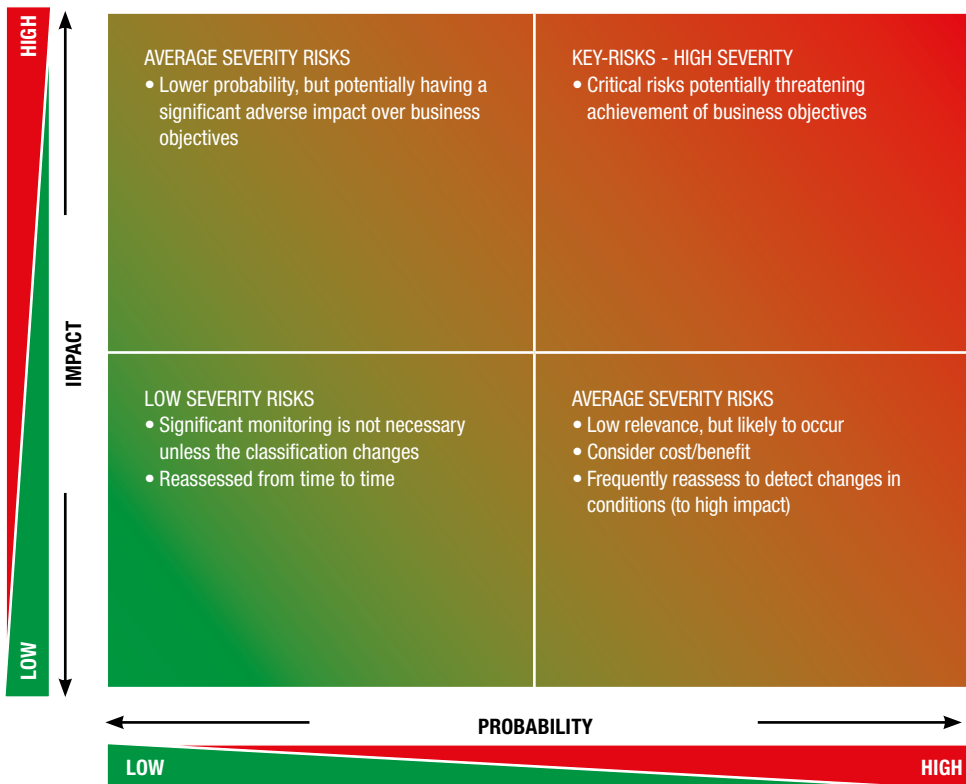 HIGH
IMPACT
LOW
AVERAGE SEVERITY RISKS
• Lower probability, but potentially having a
significant adverse impact over business
objectives
KEY-RISKS - HIGH SEVERITY
• Critical risks potentially threatening
achievement of business objectives
LOW SEVERITY RISKS
• Significant monitoring is not necessary
unless the classification changes
• Reassessed from time to time
AVERAGE SEVERITY RISKS
• Low relevance, but likely to occur
• Consider cost/benefit
• Frequently reassess to detect changes in
conditions (to high impact)
PROBABILITY
LOW
HIGH